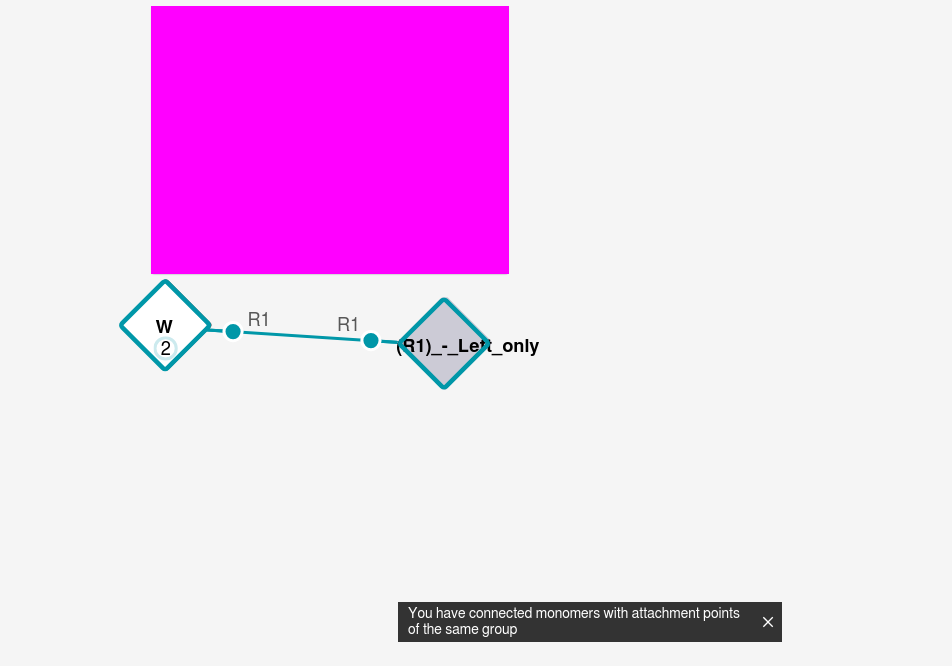 R1
R1
W
(R1)_-_Left_only
2
You have connected monomers with attachment points
of the same group